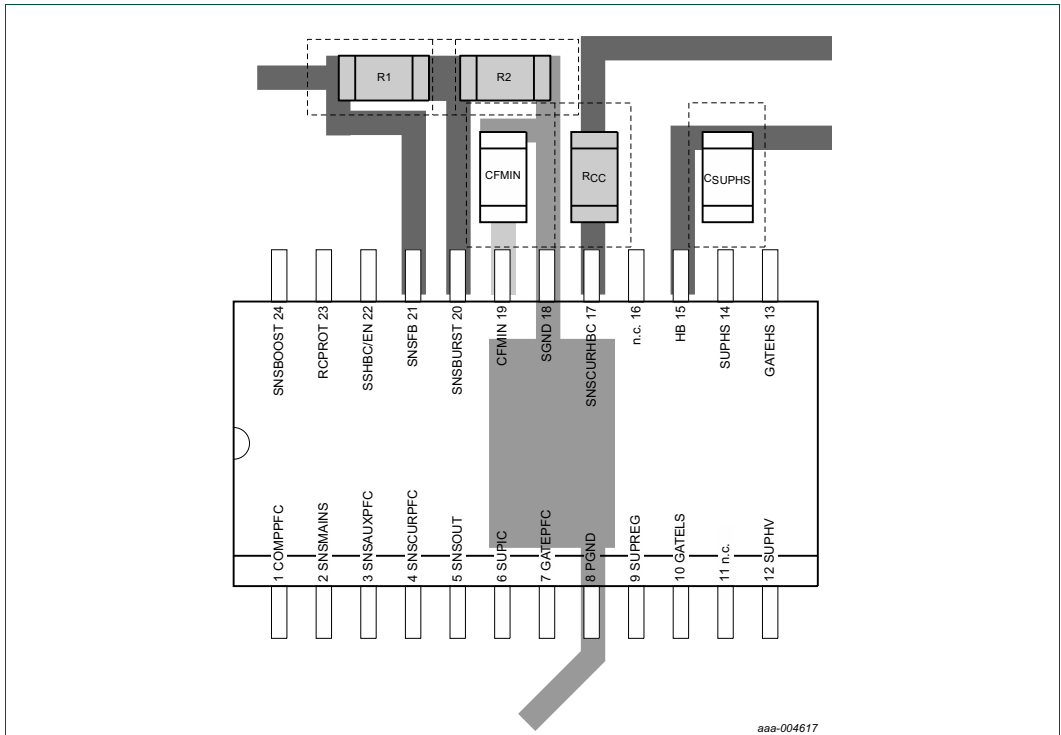 R1
R2
CFMIN
RCC
CSUPHS
SNSBOOST 24
RCPROT 23
SSHBC/EN 22
SNSFB 21
SNSBURST 20
CFMIN 19
SGND 18
SNSCURHBC 17
n.c. 16
HB 15
SUPHS 14
GATEHS 13
1 COMPPFC
2 SNSMAINS
3 SNSAUXPFC
4 SNSCURPFC
5 SNSOUT
6 SUPIC
7 GATEPFC
8 PGND
9 SUPREG
10 GATELS
11 n.c.
12 SUPHV
aaa-004617